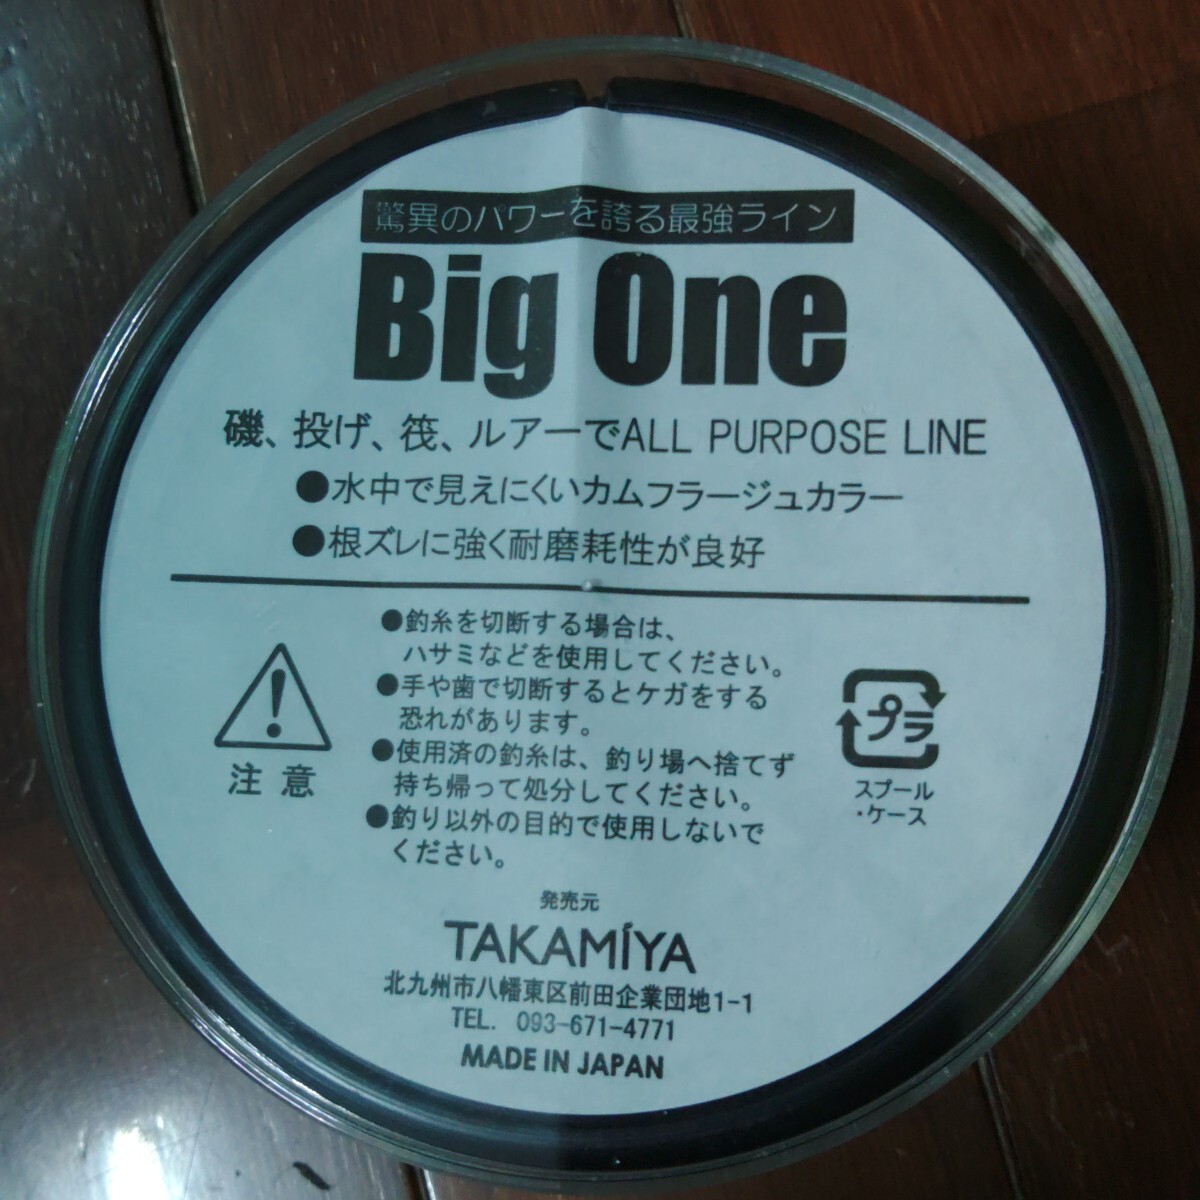 驚異のパワーを誇る最強ライン
Big One
磯、投げ、筏、ルアーでALL PURPOSE LINE
●水中で見えにくいカムフラージュカラー
●根ズレに強く耐磨耗性が良好
●釣糸を切断する場合は、
ハサミなどを使用してください。
●手や歯で切断するとケガをする
恐れがあります。
●使用済の釣糸は、釣り場へ捨てず
持ち帰って処分してください。
●釣り以外の目的で使用しないで
ください。
注意
プラ
スプール
・ケース
発売元
TAKAMÍYA
北九州市八幡東区前田企業団地1-1
TEL. 093-671-4771
MADE IN JAPAN